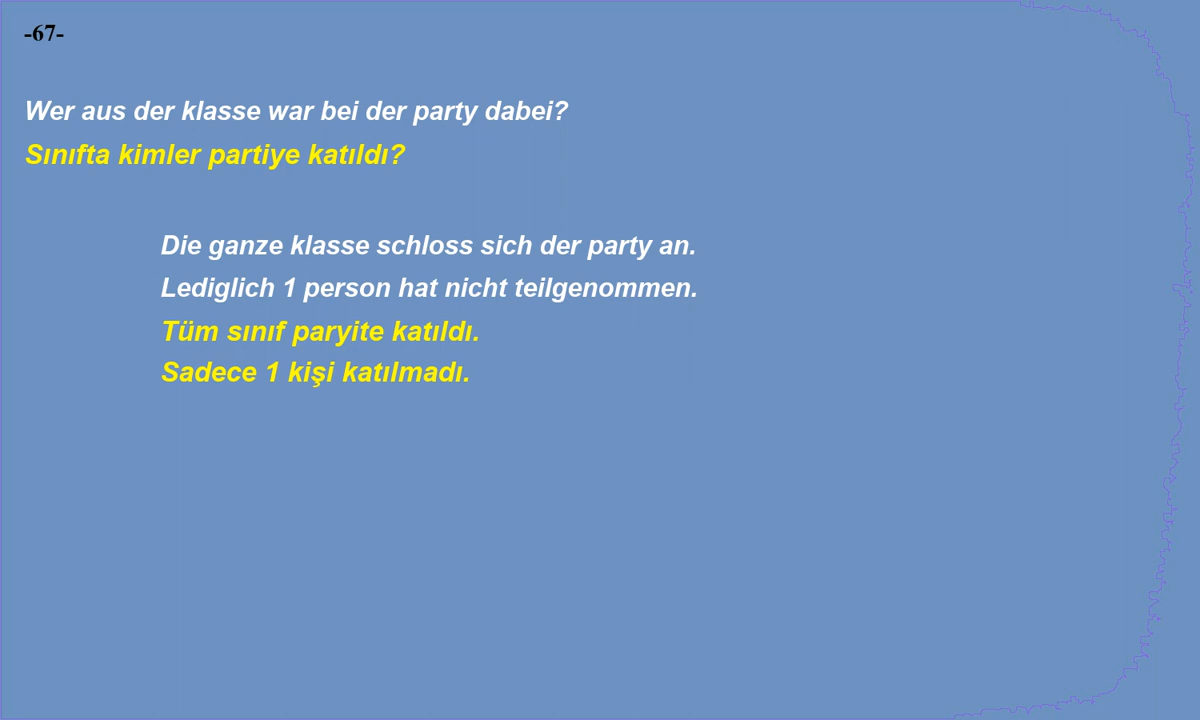 -67-
Wer aus der klasse war bei der party dabei?
Sınıfta kimler partiye katıldı?
Die ganze klasse schloss sich der party an.
Lediglich 1 person hat nicht teilgenommen.
Tüm sınıf paryite katıldı.
Sadece 1 kişi katılmadı.